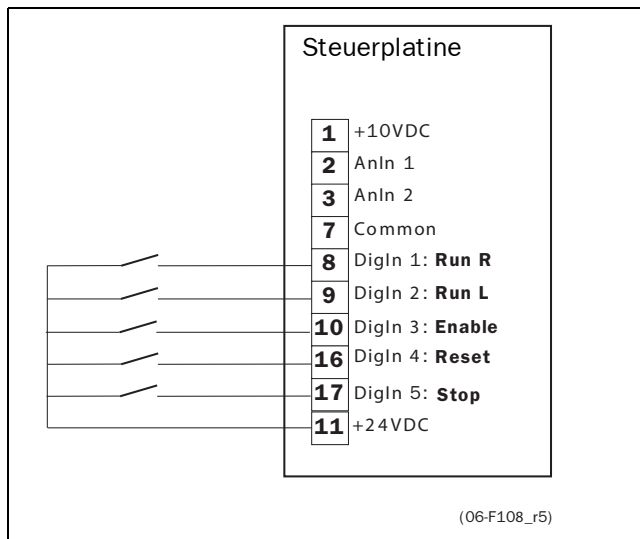 Steuerplatine
1 +10VDC
2 AnIn 1
3 AnIn 2
7 Common
8 DigIn 1: Run R
9 DigIn 2: Run L
10 DigIn 3: Enable
16 DigIn 4: Reset
17 DigIn 5: Stop
11 +24VDC
(06-F108_r5)